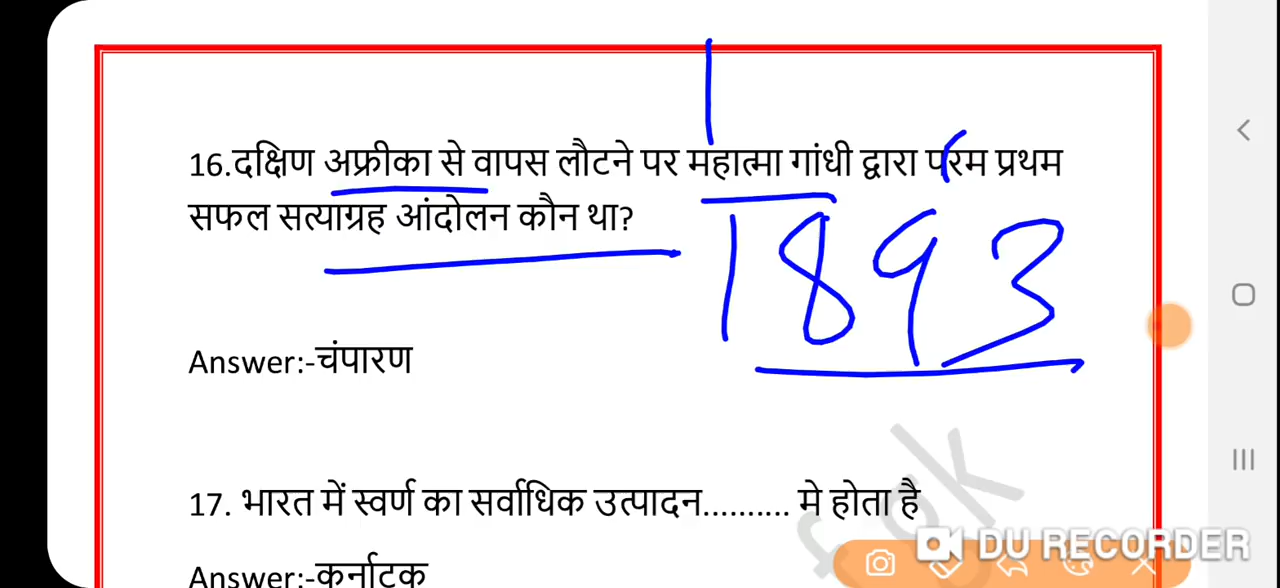 16.दक्षिण अफ्रीका से वापस लौटने पर महात्मा गांधी द्वारा परम प्रथम
सफल सत्याग्रह आंदोलन कौन था?
1893
Answer:-चंपारण
17. भारत में स्वर्ण का सर्वाधिक उत्पादन.......... मे होता है
Answer:-कर्नाटक
DU RECORDER